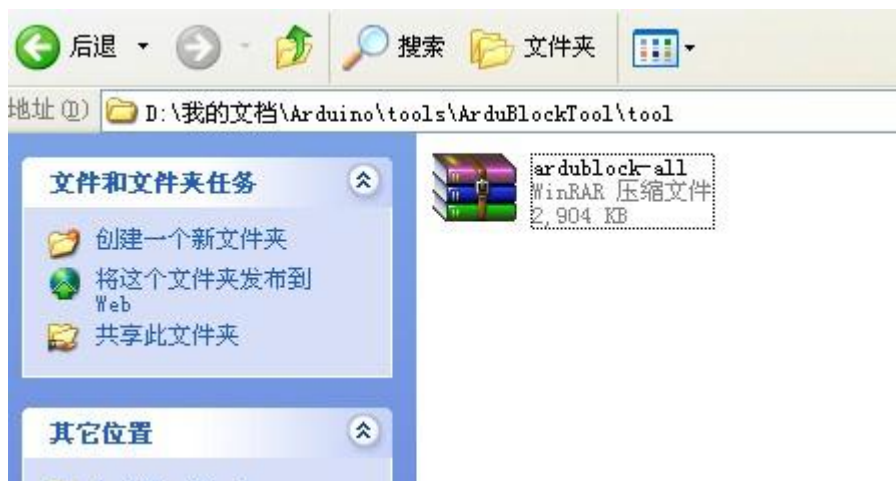 后退
搜索
文件夹
地址(D)
D:\我的文档\Arduino\tools\ArduBlockTool\tool
文件和文件夹任务
创建一个新文件夹
将这个文件夹发布到
Web
共享此文件夹
其它位置
ardublock-all
WinRAR 压缩文件
2,904 KB